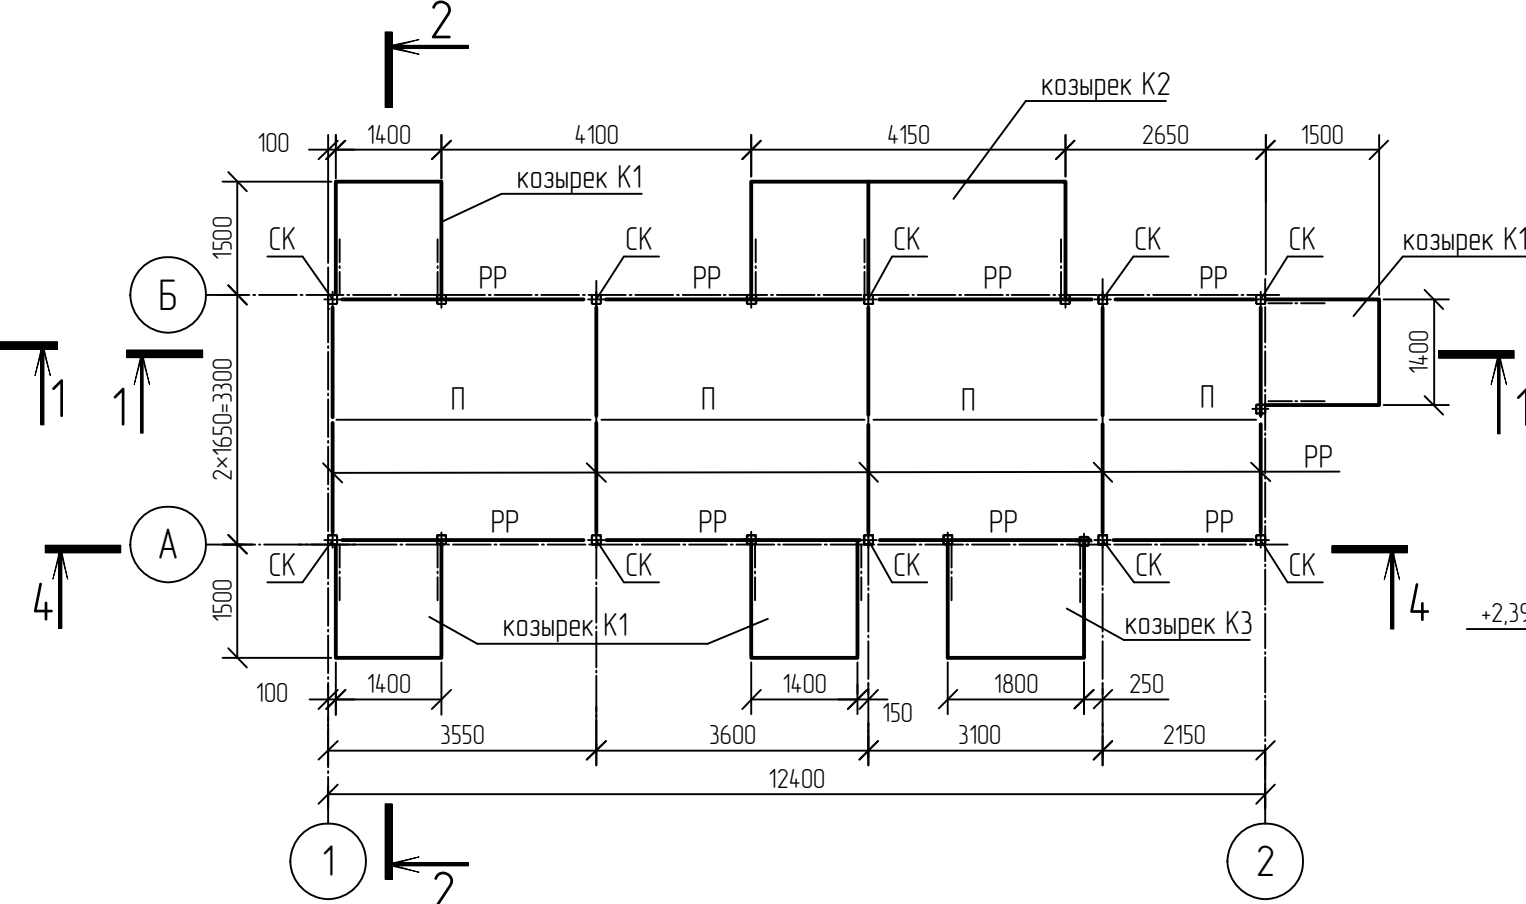 2
козырек К2
100
1400
4100
4150
2650
1500
козырек К1
1500
СК
СК
СК
СК
СК
козырек К1
РР
РР
РР
РР
Б
1
1
2×1650=3300
1400
1
П
П
П
П
РР
РР
РР
РР
РР
А
СК
СК
СК
СК
СК
4
1500
козырек К1
козырек К3
4
+2,39
100
1400
1400
150
1800
250
3550
3600
3100
2150
12400
1
2
2